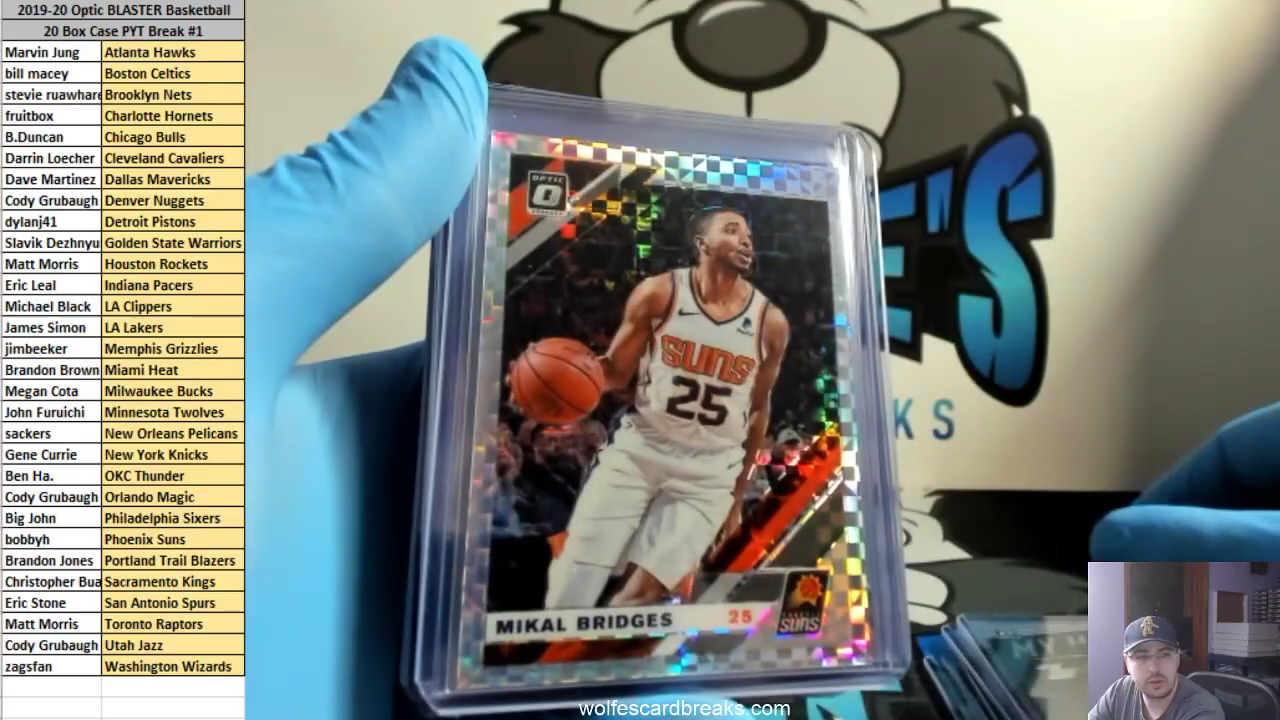 2019-20 Optic BLASTER Basketball
20 Box Case PYT Break #1
Marvin Jung Atlanta Hawks
bill macey Boston Celtics
stevie ruawhare Brooklyn Nets
fruitbox Charlotte Hornets
B.Duncan Chicago Bulls
Darrin Loecher Cleveland Cavaliers
Dave Martinez Dallas Mavericks
Cody Grubaugh Denver Nuggets
dylanj41 Detroit Pistons
Slavik Dezhnyu Golden State Warriors
Matt Morris Houston Rockets
Eric Leal Indiana Pacers
Michael Black LA Clippers
James Simon LA Lakers
jimbeeker Memphis Grizzlies
Brandon Brown Miami Heat
Megan Cota Milwaukee Bucks
John Furuichi Minnesota Twolves
sackers New Orleans Pelicans
Gene Currie New York Knicks
Ben Ha. OKC Thunder
Cody Grubaugh Orlando Magic
Big John Philadelphia Sixers
bobbyh Phoenix Suns
Brandon Jones Portland Trail Blazers
Christopher Bua Sacramento Kings
Eric Stone San Antonio Spurs
Matt Morris Toronto Raptors
Cody Grubaugh Utah Jazz
zagsfan Washington Wizards
OPTIC
SUNS
25
MIKAL BRIDGES 25
SUNS
E'S
KS
wolfescardbreaks.com